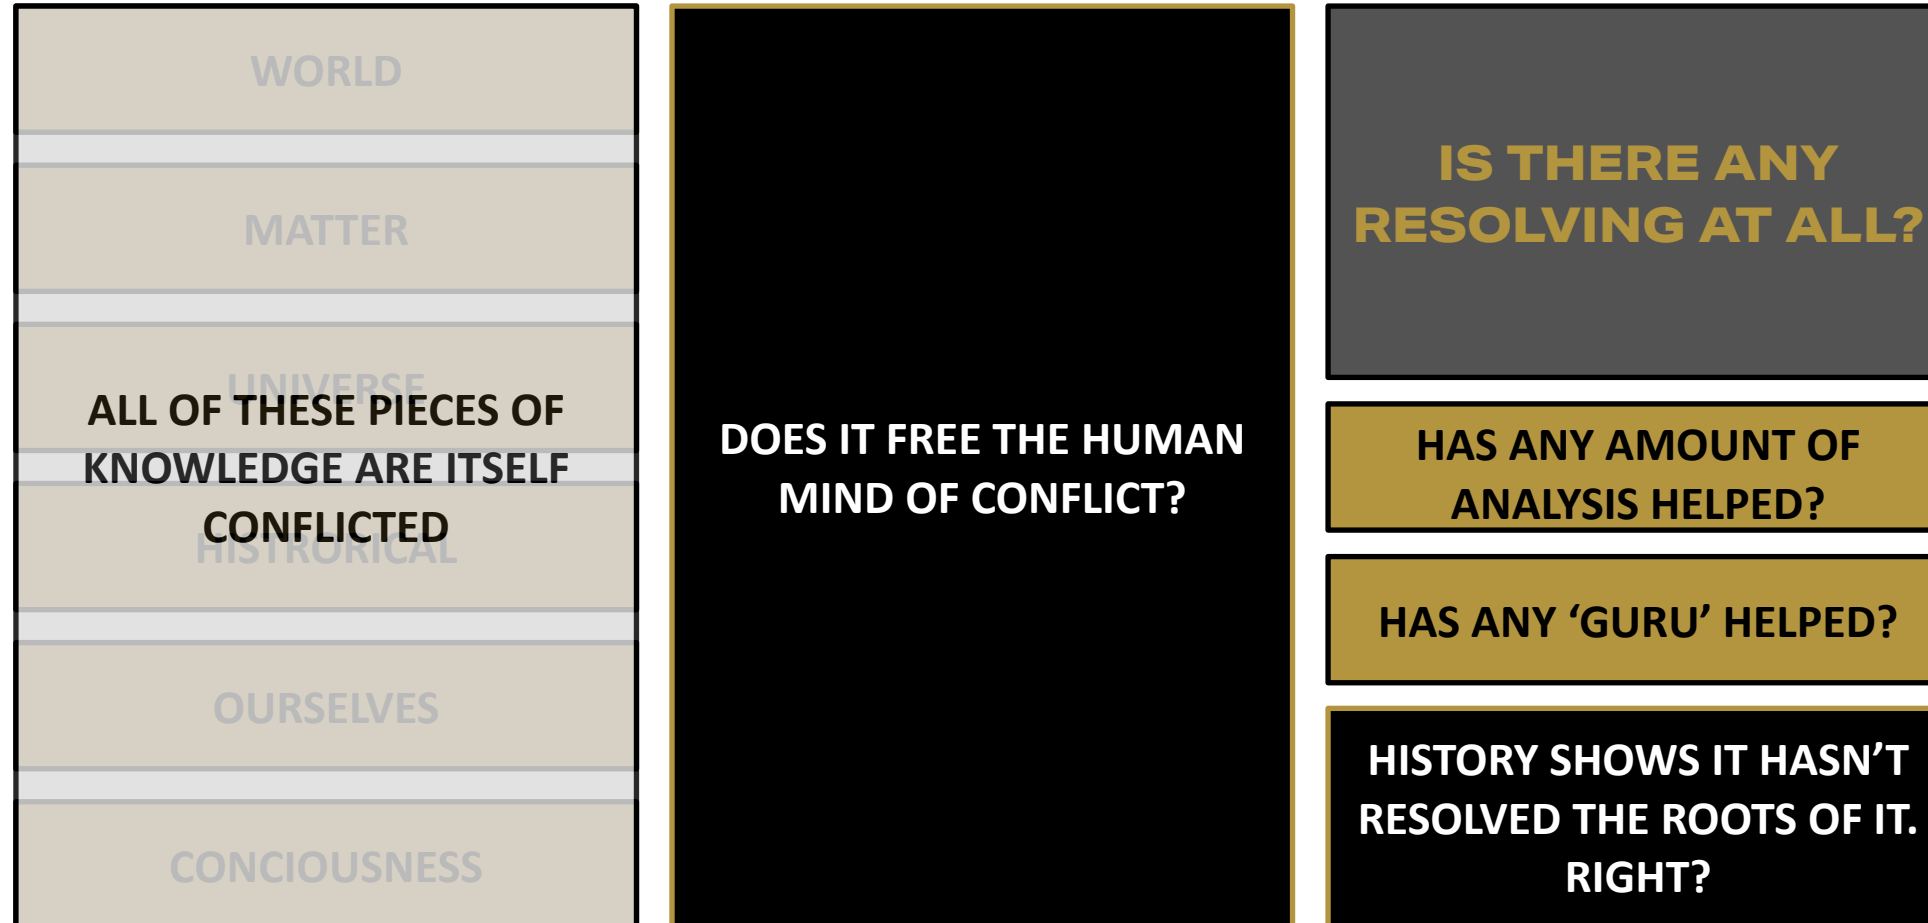 WORLD
MATTER
UNIVERSE
ALL OF THESE PIECES OF
KNOWLEDGE ARE ITSELF
CONFLICTED
HISTRORICAL
OURSELVES
CONCIOUSNESS
DOES IT FREE THE HUMAN
MIND OF CONFLICT?
IS THERE ANY
RESOLVING AT ALL?
HAS ANY AMOUNT OF
ANALYSIS HELPED?
HAS ANY ‘GURU’ HELPED?
HISTORY SHOWS IT HASN’T
RESOLVED THE ROOTS OF IT.
RIGHT?